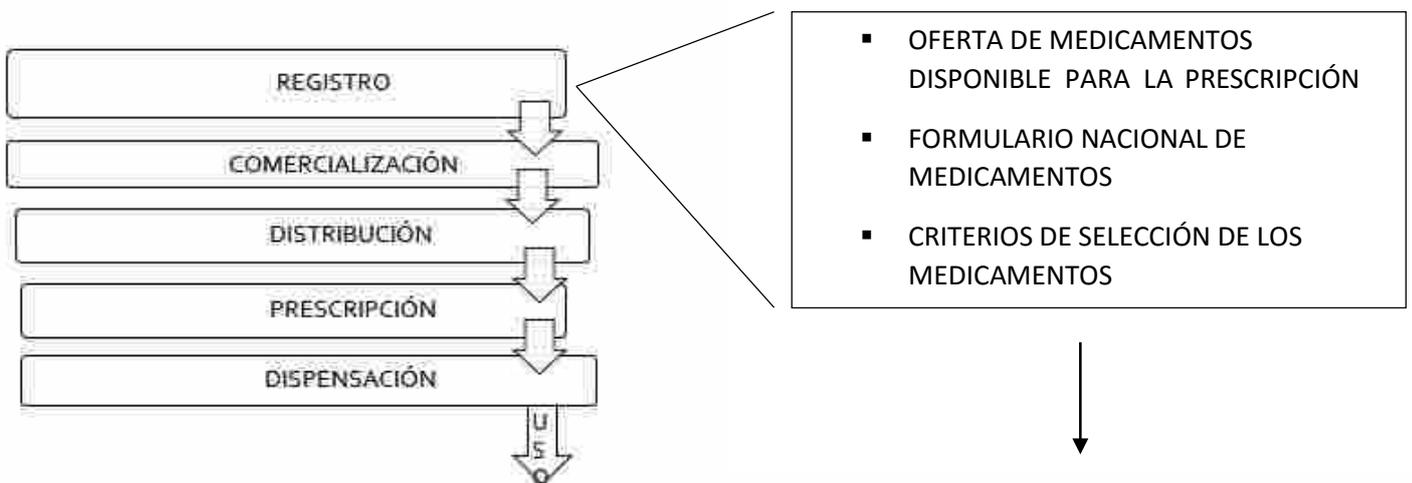 REGISTRO
COMERCIALIZACIÓN
DISTRIBUCIÓN
PRESCRIPCIÓN
DISPENSACIÓN
USO
▪ OFERTA DE MEDICAMENTOS
DISPONIBLE PARA LA PRESCRIPCIÓN
▪ FORMULARIO NACIONAL DE
MEDICAMENTOS
▪ CRITERIOS DE SELECCIÓN DE LOS
MEDICAMENTOS